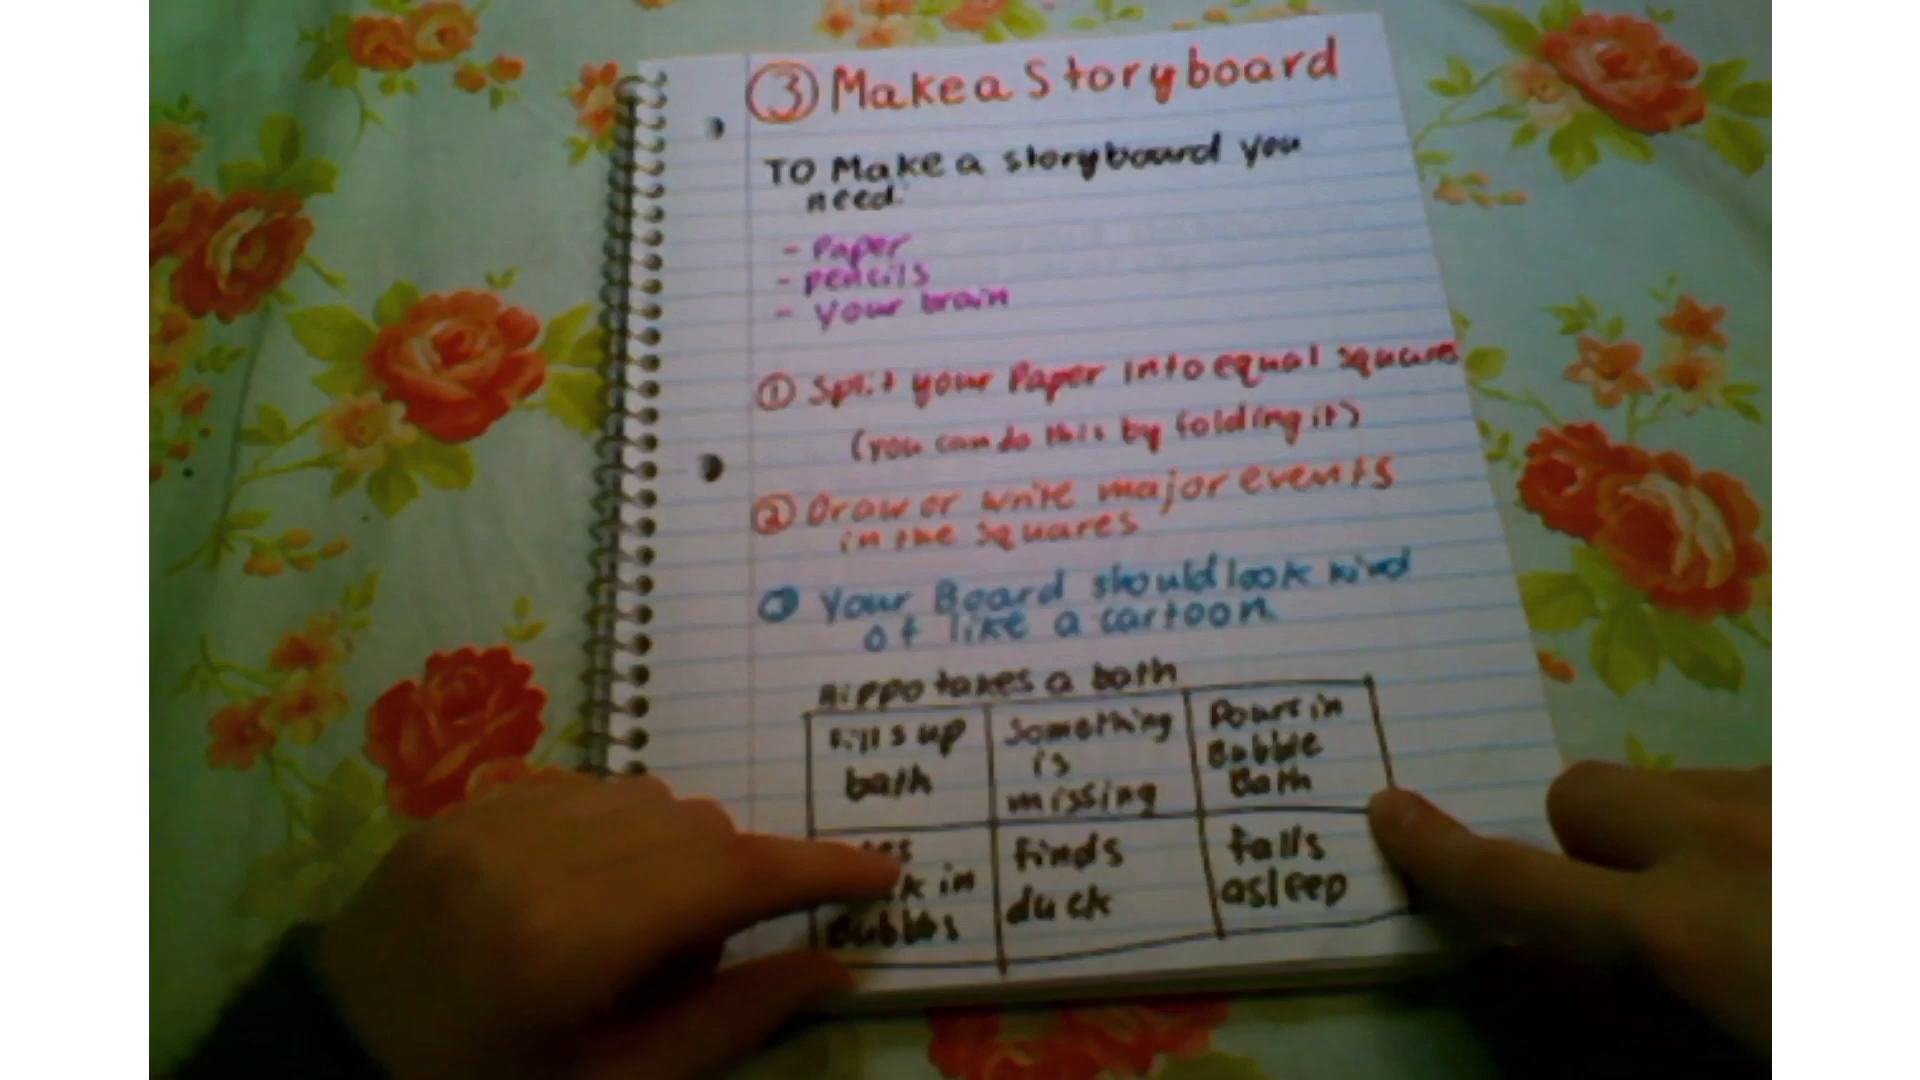 3 Make a Storyboard
TO Make a storyboard you
need:
- Paper
- pencils
- your brain
1 Split your Paper into equal squares
(you can do this by folding it)
2 Draw or write major events
in the squares
Your Board should look kind
of like a cartoon.
Hippo takes a bath
Fills up
bath
Something
is
missing
Pours in
Bubble
Bath
in
Bubbles
finds
duck
falls
asleep